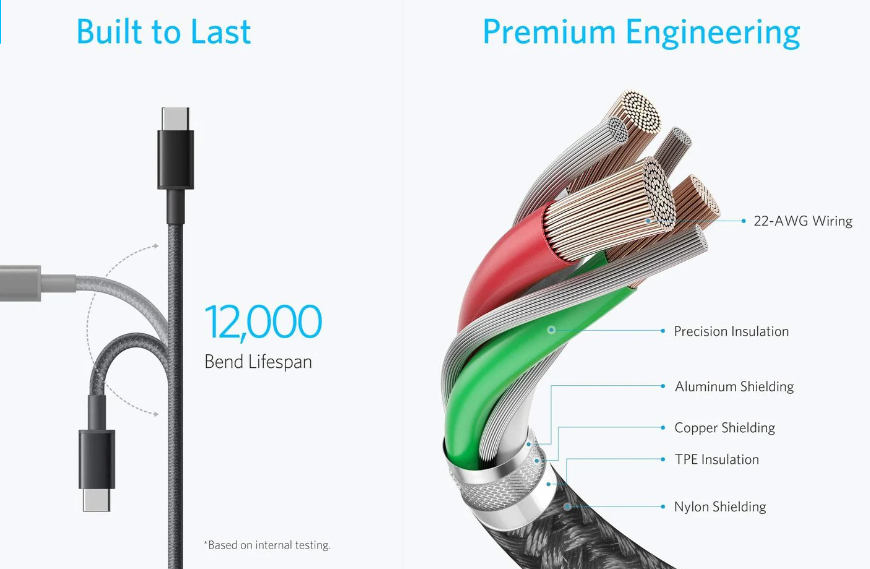 Built to Last
12,000
Bend Lifespan
*Based on internal testing.
Premium Engineering
22-AWG Wiring
Precision Insulation
Aluminum Shielding
Copper Shielding
TPE Insulation
Nylon Shielding